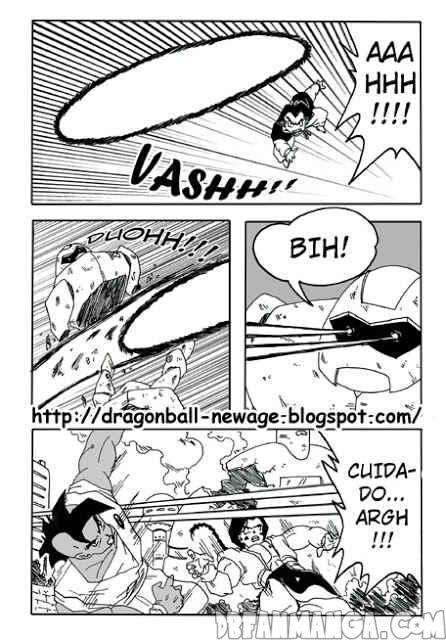 AAA
HHH
!!!!
VASHH!!
DUOHH!!!!
BIH!
http://dragonball-newage.blogspot.com/
CUIDA-
DO...
ARGH
!!!
DBFANMANGA.COM